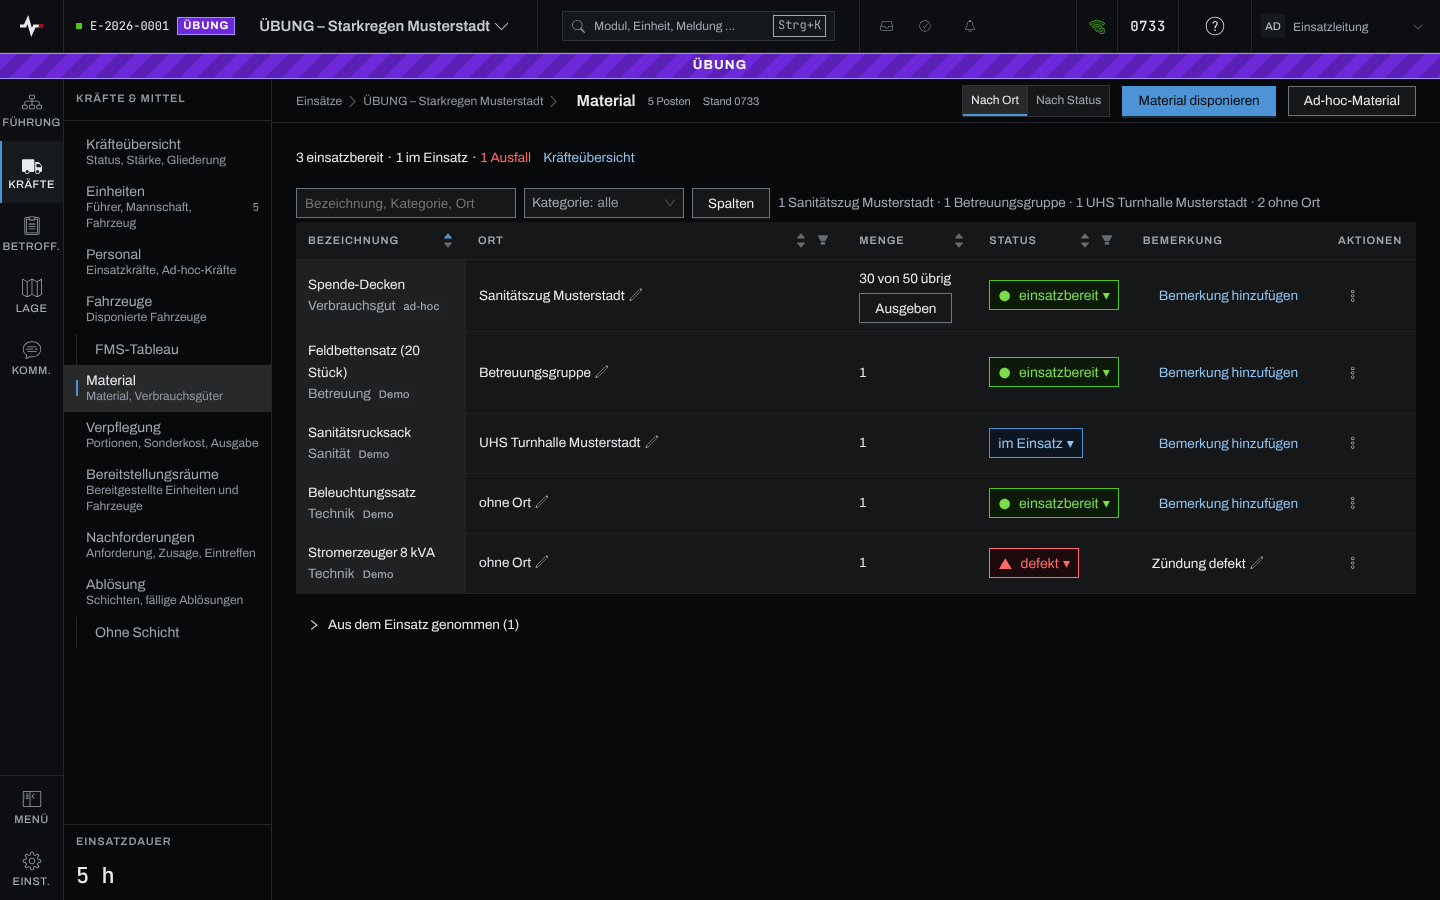 E-2026-0001 ÜBUNG ÜBUNG – Starkregen Musterstadt Modul, Einheit, Meldung ... Strg+K 0733 ? AD Einsatzleitung
ÜBUNG
FÜHRUNG
KRÄFTE
BETROFF.
LAGE
KOMM.
MENÜ
EINST.
KRÄFTE & MITTEL
Kräfteübersicht
Status, Stärke, Gliederung
Einheiten
Führer, Mannschaft, 5
Fahrzeug
Personal
Einsatzkräfte, Ad-hoc-Kräfte
Fahrzeuge
Disponierte Fahrzeuge
FMS-Tableau
Material
Material, Verbrauchsgüter
Verpflegung
Portionen, Sonderkost, Ausgabe
Bereitstellungsräume
Bereitgestellte Einheiten und
Fahrzeuge
Nachforderungen
Anforderung, Zusage, Eintreffen
Ablösung
Schichten, fällige Ablösungen
Ohne Schicht
EINSATZDAUER
5 h
Einsätze ÜBUNG – Starkregen Musterstadt Material 5 Posten Stand 0733 Nach Ort Nach Status Material disponieren Ad-hoc-Material
3 einsatzbereit · 1 im Einsatz · 1 Ausfall Kräfteübersicht
Bezeichnung, Kategorie, Ort Kategorie: alle Spalten 1 Sanitätszug Musterstadt · 1 Betreuungsgruppe · 1 UHS Turnhalle Musterstadt · 2 ohne Ort
BEZEICHNUNG ORT MENGE STATUS BEMERKUNG AKTIONEN
Spende-Decken
Verbrauchsgut ad-hoc
Sanitätszug Musterstadt
30 von 50 übrig
Ausgeben
einsatzbereit ▾
Bemerkung hinzufügen
Feldbettensatz (20
Stück)
Betreuung Demo
Betreuungsgruppe
1
einsatzbereit ▾
Bemerkung hinzufügen
Sanitätsrucksack
Sanität Demo
UHS Turnhalle Musterstadt
1
im Einsatz ▾
Bemerkung hinzufügen
Beleuchtungssatz
Technik Demo
ohne Ort
1
einsatzbereit ▾
Bemerkung hinzufügen
Stromerzeuger 8 kVA
Technik Demo
ohne Ort
1
defekt ▾
Zündung defekt
Aus dem Einsatz genommen (1)